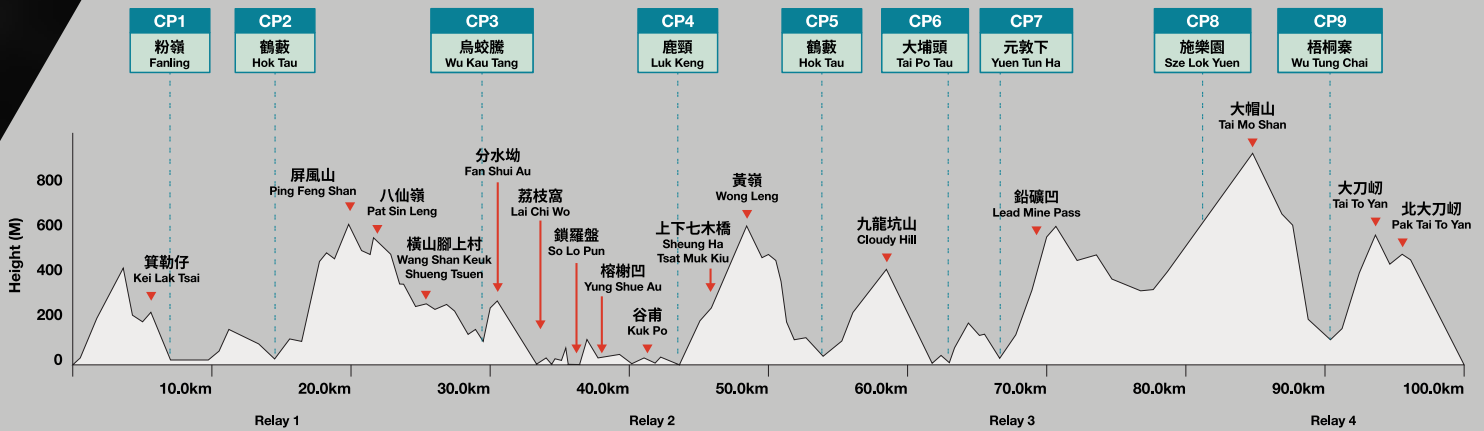 CP1
粉嶺
Fanling
CP2
鶴藪
Hok Tau
CP3
烏蛟騰
Wu Kau Tang
CP4
鹿頸
Luk Keng
CP5
鶴藪
Hok Tau
CP6
大埔頭
Tai Po Tau
CP7
元敦下
Yuen Tun Ha
CP8
施樂園
Sze Lok Yuen
CP9
梧桐寨
Wu Tung Chai
箕勒仔
Kei Lak Tsai
屏風山
Ping Feng Shan
八仙嶺
Pat Sin Leng
橫山腳上村
Wang Shan Keuk
Shueng Tsuen
分水坳
Fan Shui Au
荔枝窩
Lai Chi Wo
鎖羅盤
So Lo Pun
榕榭凹
Yung Shue Au
谷甫
Kuk Po
上下七木橋
Sheung Ha
Tsat Muk Kiu
黃嶺
Wong Leng
九龍坑山
Cloudy Hill
鉛礦凹
Lead Mine Pass
大帽山
Tai Mo Shan
大刀屻
Tai To Yan
北大刀屻
Pak Tai To Yan
Height (M)
800
600
400
200
0
10.0km
20.0km
30.0km
40.0km
50.0km
60.0km
70.0km
80.0km
90.0km
100.0km
Relay 1
Relay 2
Relay 3
Relay 4